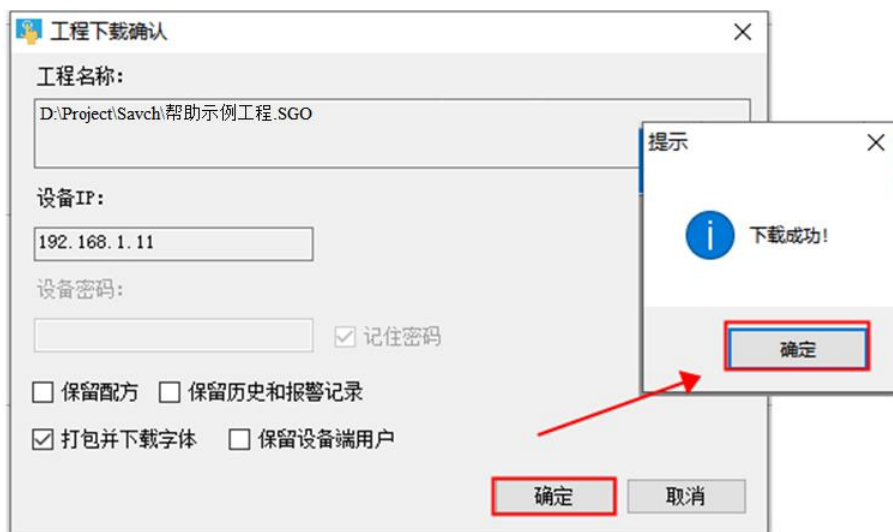 工程下载确认
工程名称：
D:\Project\Savch\帮助示例工程.SGO
设备IP：
192.168.1.11
设备密码：
记住密码
保留配方 保留历史和报警记录
打包并下载字体 保留设备端用户
确定 取消
提示
下载成功!
确定